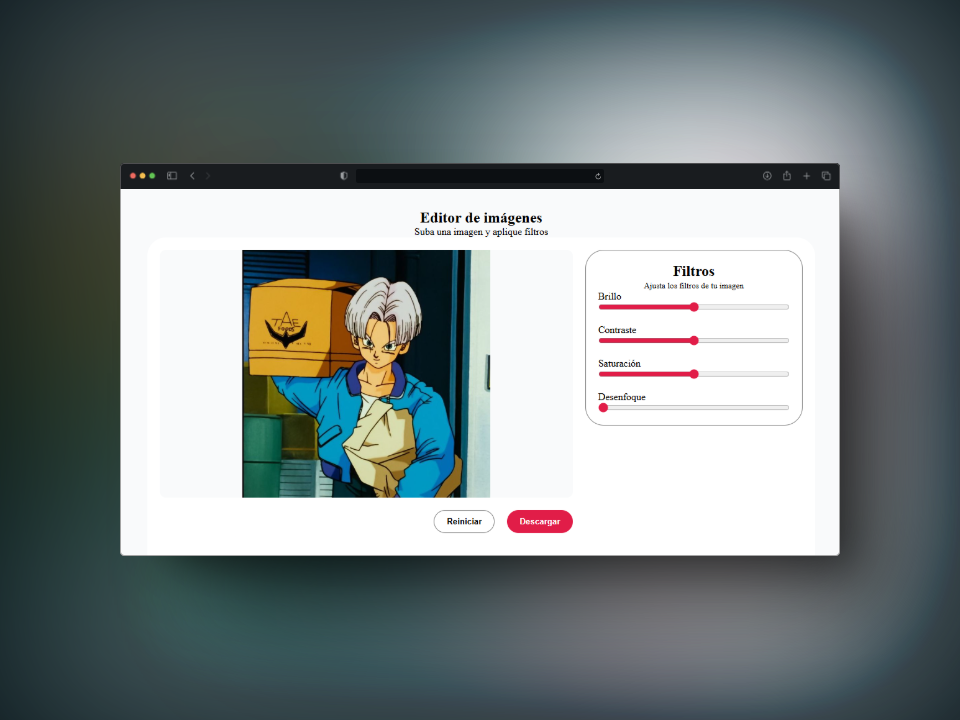 Editor de imágenes
Suba una imagen y aplique filtros
TAE
Filtros
Ajusta los filtros de tu imagen
Brillo
Contraste
Saturación
Desenfoque
Reiniciar
Descargar